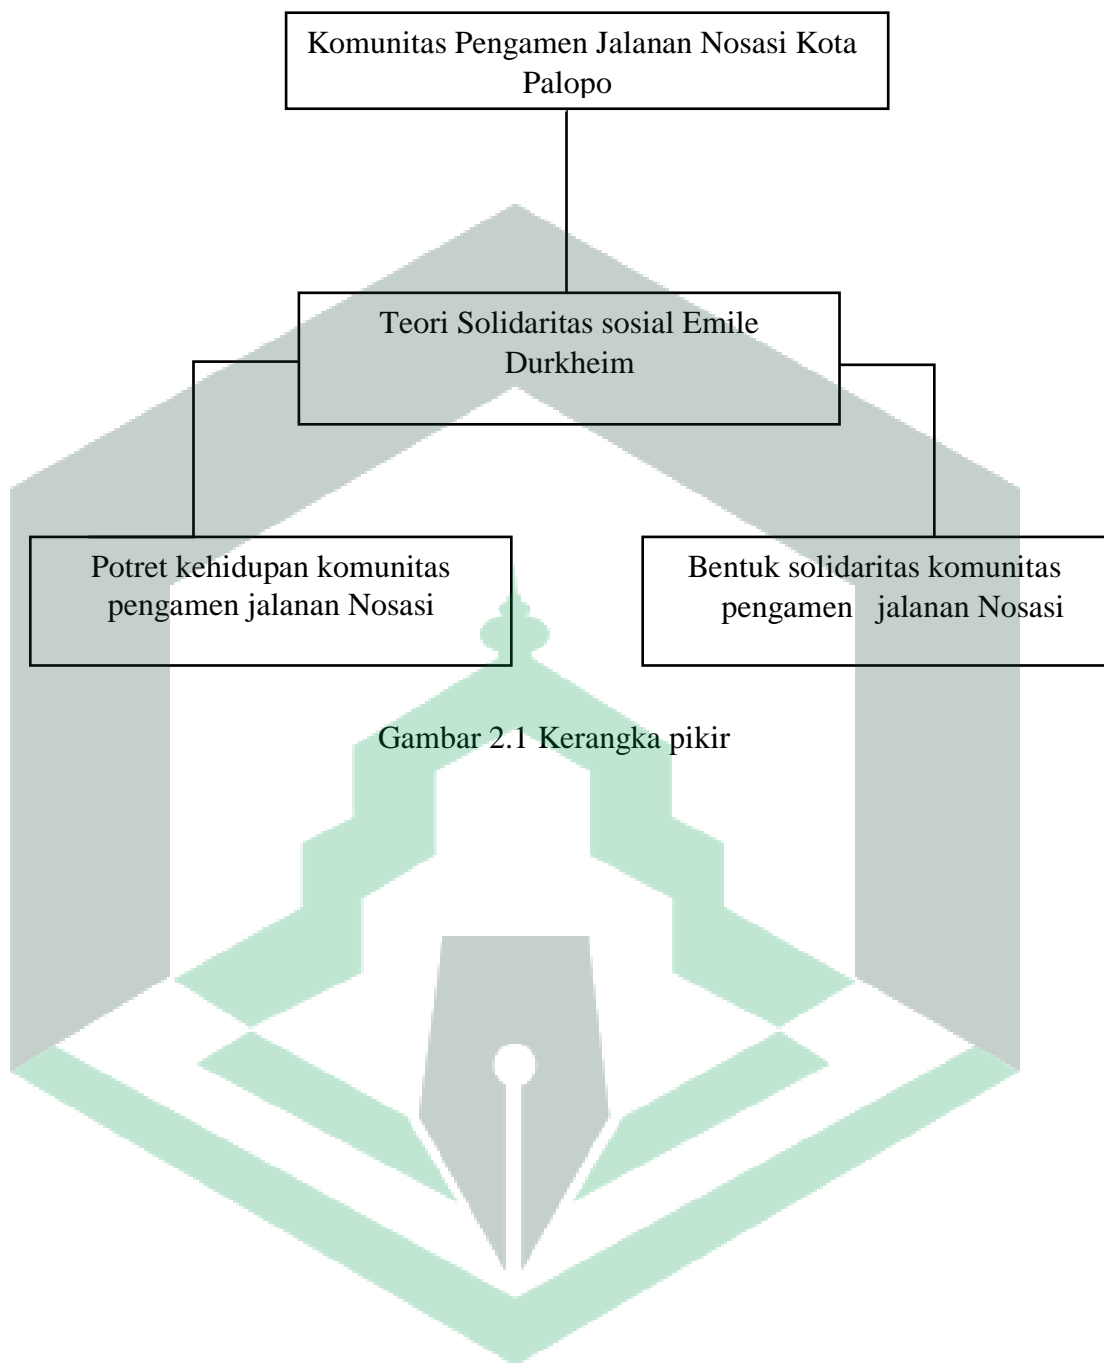 Komunitas Pengamen Jalanan Nosasi Kota
Palopo
Teori Solidaritas sosial Emile
Durkheim
Potret kehidupan komunitas
pengamen jalanan Nosasi
Bentuk solidaritas komunitas
pengamen jalanan Nosasi
Gambar 2.1 Kerangka pikir